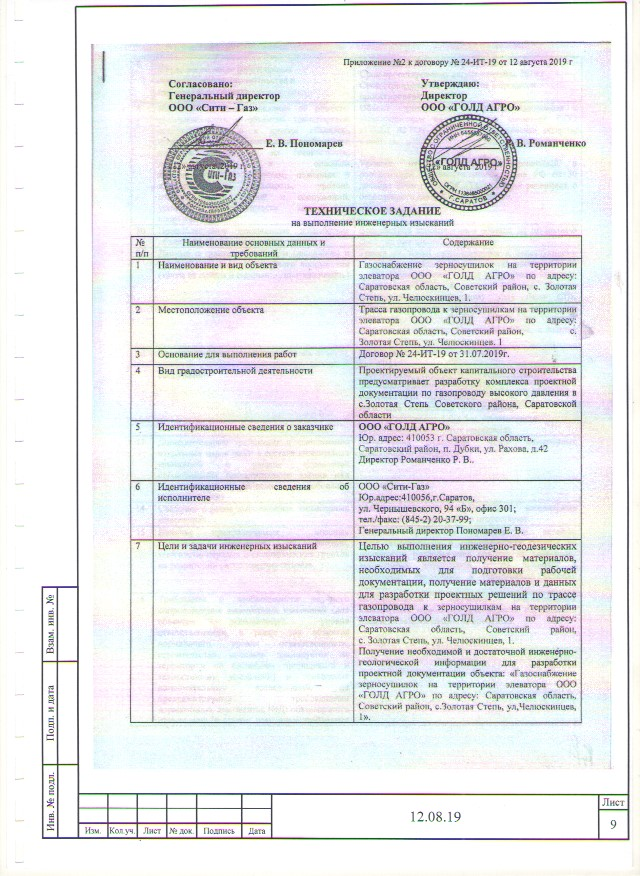 Приложение №2 к договору № 24-ИТ-19 от 12 августа 2019 г
Согласовано:
Генеральный директор
ООО «Сити – Газ»
Е. В. Пономарев
Утверждаю:
Директор
ООО «ГОЛД АГРО»
В. Романченко
августа 2019 г
«ГОЛД АГРО»
Г. САРАТОВ
ТЕХНИЧЕСКОЕ ЗАДАНИЕ
на выполнение инженерных изысканий
№ п/п
Наименование основных данных и
требований
Содержание
1
Наименование и вид объекта
Газоснабжение зерносушилок на территории
элеватора ООО «ГОЛД АГРО» по адресу:
Саратовская область, Советский район, с. Золотая
Степь, ул. Челюскинцев, 1.
2
Местоположение объекта
Трасса газопровода к зерносушилкам на территории
элеватора ООО «ГОЛД АГРО» по адресу:
Саратовская область, Советский район, с.
Золотая Степь, ул. Челюскинцев. 1
3
Основание для выполнения работ
Договор № 24-ИТ-19 от 31.07.2019г.
4
Вид градостроительной деятельности
Проектируемый объект капитального строительства
предусматривает разработку комплекса проектной
документации по газопроводу высокого давления в
с.Золотая Степь Советского района, Саратовской
области
5
Идентификационные сведения о заказчике
ООО «ГОЛД АГРО»
Юр. адрес: 410053 г. Саратовская область,
Саратовский район, п. Дубки, ул. Рахова, д.42
Директор Романченко Р. В..
6
Идентификационные сведения об
исполнителе
ООО «Сити-Газ»
Юр.адрес:410056,г.Саратов,
ул. Чернышевского, 94 «Б», офис 301;
тел./факс: (845-2) 20-37-99;
Генеральный директор Пономарев Е. В.
7
Цели и задачи инженерных изысканий
Целью выполнения инженерно-геодезических
изысканий является получение материалов,
необходимых для подготовки рабочей
документации, получение материалов и данных
для разработки проектных решений по трассе
газопровода к зерносушилкам на территории
элеватора ООО «ГОЛД АГРО» по адресу:
Саратовская область, Советский район,
с. Золотая Степь, ул. Челюскинцев, 1.
Получение необходимой и достаточной инженерно-
геологической информации для разработки
проектной документации объекта: «Газоснабжение
зерносушилок на территории элеватора ООО
«ГОЛД АГРО» по адресу: Саратовская область,
Советский район, с.Золотая Степь, ул,Челюскинцев,
1».
Взам. инв. №
Подп. и дата
Инв. № подл.
Изм. Кол.уч. Лист № док. Подпись Дата
12.08.19
Лист
9